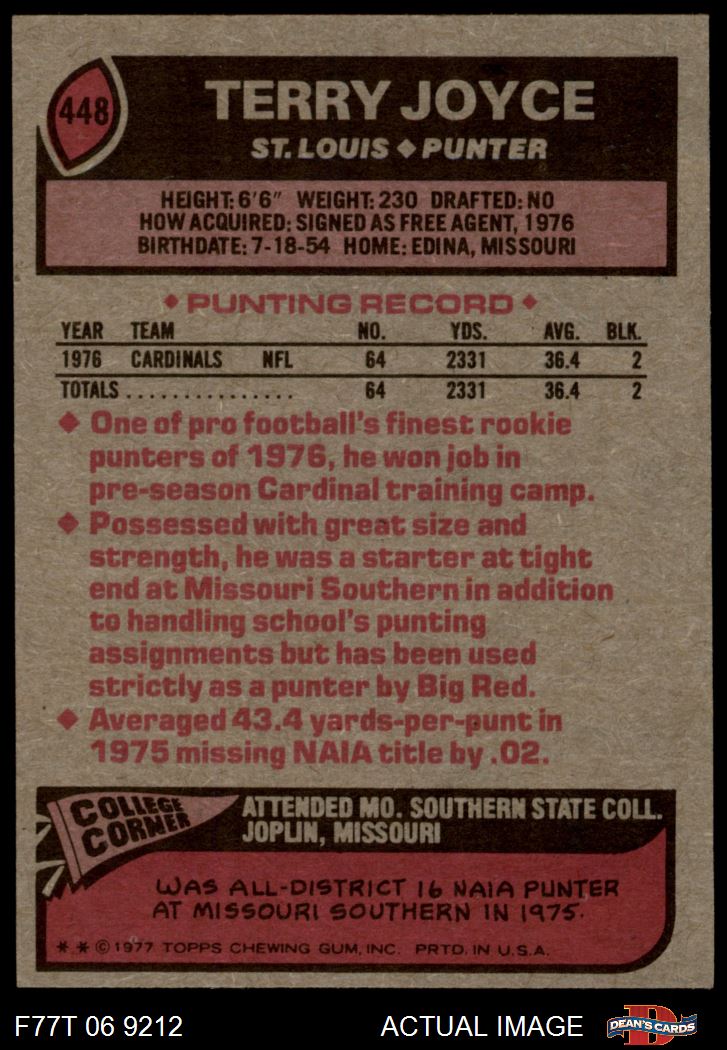 448
TERRY JOYCE
ST. LOUIS ◆ PUNTER
HEIGHT: 6'6" WEIGHT: 230 DRAFTED: NO
HOW ACQUIRED: SIGNED AS FREE AGENT, 1976
BIRTHDATE: 7-18-54 HOME: EDINA, MISSOURI
◆ PUNTING RECORD ◆
YEAR TEAM NO. YDS. AVG. BLK.
1976 CARDINALS NFL 64 2331 36.4 2
TOTALS ............... 64 2331 36.4 2
◆ One of pro football's finest rookie
punters of 1976, he won job in
pre-season Cardinal training camp.
◆ Possessed with great size and
strength, he was a starter at tight
end at Missouri Southern in addition
to handling school's punting
assignments but has been used
strictly as a punter by Big Red.
◆ Averaged 43.4 yards-per-punt in
1975 missing NAIA title by .02.
COLLEGE
CORNER
ATTENDED MO. SOUTHERN STATE COLL.
JOPLIN, MISSOURI
WAS ALL-DISTRICT 16 NAIA PUNTER
AT MISSOURI SOUTHERN IN 1975.
* * © 1977 TOPPS CHEWING GUM, INC. PRTD. IN U.S.A.
F77T 06 9212 ACTUAL IMAGE
D
DEAN'S CARDS